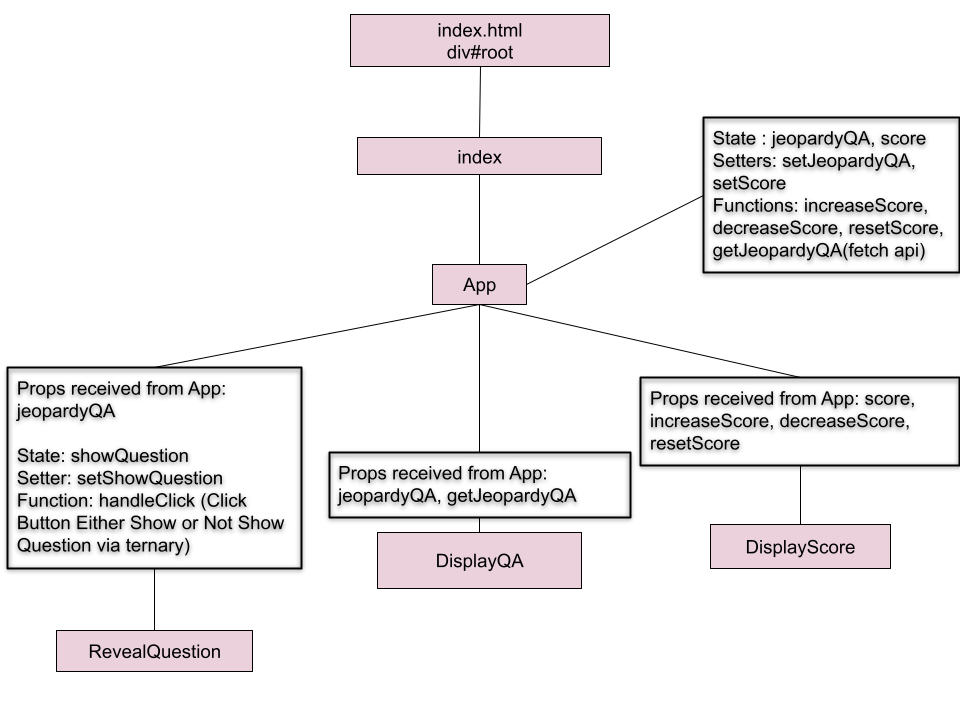 index.html
div#root
index
State : jeopardyQA, score
Setters: setJeopardyQA,
setScore
Functions: increaseScore,
decreaseScore, resetScore,
getJeopardyQA(fetch api)
App
Props received from App:
jeopardyQA
State: showQuestion
Setter: setShowQuestion
Function: handleClick (Click
Button Either Show or Not Show
Question via ternary)
Props received from App:
jeopardyQA, getJeopardyQA
Props received from App: score,
increaseScore, decreaseScore,
resetScore
RevealQuestion
DisplayQA
DisplayScore